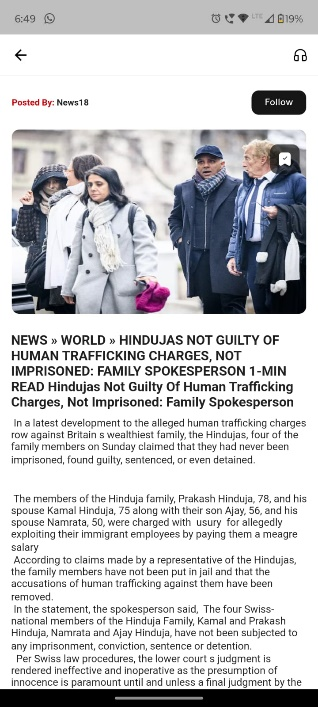 6:49
LTE
19%
Posted By: News18
Follow
NEWS » WORLD » HINDUJAS NOT GUILTY OF
HUMAN TRAFFICKING CHARGES, NOT
IMPRISONED: FAMILY SPOKESPERSON 1-MIN
READ Hindujas Not Guilty Of Human Trafficking
Charges, Not Imprisoned: Family Spokesperson
In a latest development to the alleged human trafficking charges
row against Britain s wealthiest family, the Hindujas, four of the
family members on Sunday claimed that they had never been
imprisoned, found guilty, sentenced, or even detained.
The members of the Hinduja family, Prakash Hinduja, 78, and his
spouse Kamal Hinduja, 75 along with their son Ajay, 56, and his
spouse Namrata, 50, were charged with  usury  for allegedly
exploiting their immigrant employees by paying them a meagre
salary
According to claims made by a representative of the Hindujas,
the family members have not been put in jail and that the
accusations of human trafficking against them have been
removed.
In the statement, the spokesperson said,  The four Swiss-
national members of the Hinduja Family, Kamal and Prakash
Hinduja, Namrata and Ajay Hinduja, have not been subjected to
any imprisonment, conviction, sentence or detention.
Per Swiss law procedures, the lower court s judgment is
rendered ineffective and inoperative as the presumption of
innocence is paramount until and unless a final judgment by the